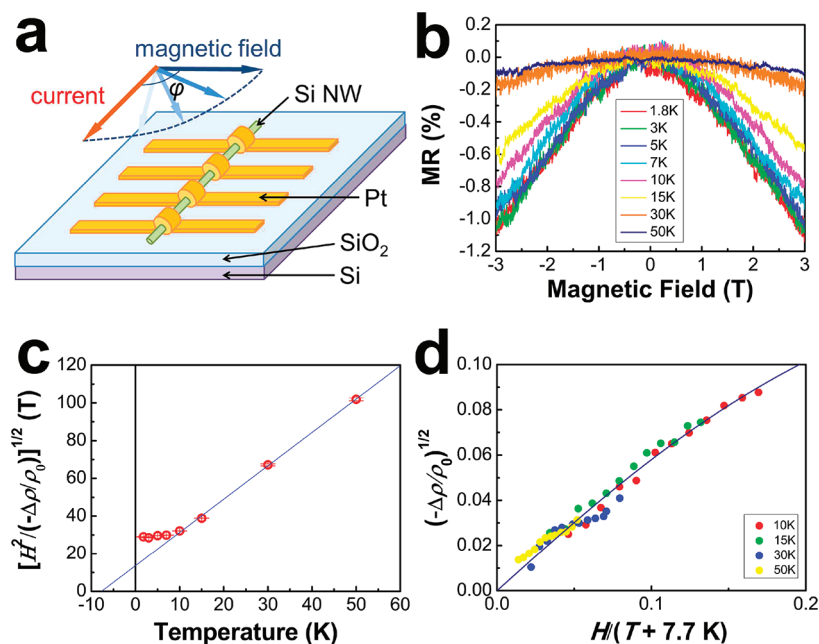 a
magnetic field
current
φ
Si NW
Pt
SiO2
Si
b
MR (%)
0.0
-0.2
-0.4
-0.6
-0.8
-1.0
-1.2
1.8K
3K
5K
7K
10K
15K
30K
50K
-3 -2 -1 0 1 2 3
Magnetic Field (T)
c
[H²/(-Δρ/ρ₀)]^1/2 (T)
120
100
80
60
40
20
0
-10 0 10 20 30 40 50 60
Temperature (K)
d
(-Δρ/ρ₀)^1/2
0.10
0.08
0.06
0.04
0.02
0.00
10K
15K
30K
50K
0.0 0.1 0.2
H/(T + 7.7 K)